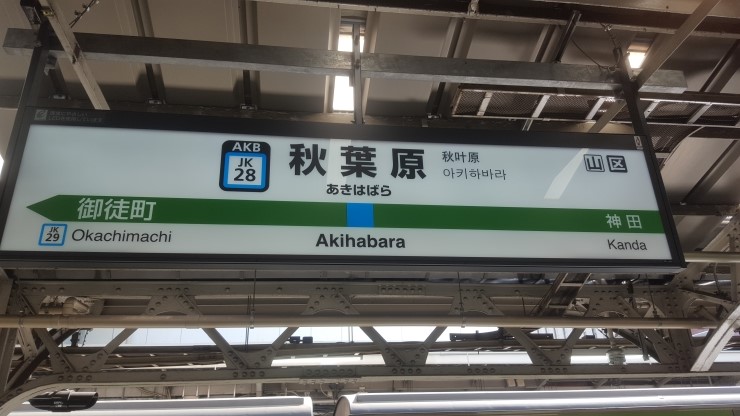 AKB
JK
28
秋葉原
あきはばら
秋叶原
아키하바라
山 区
御徒町
神田
JK
29
Okachimachi
Akihabara
Kanda